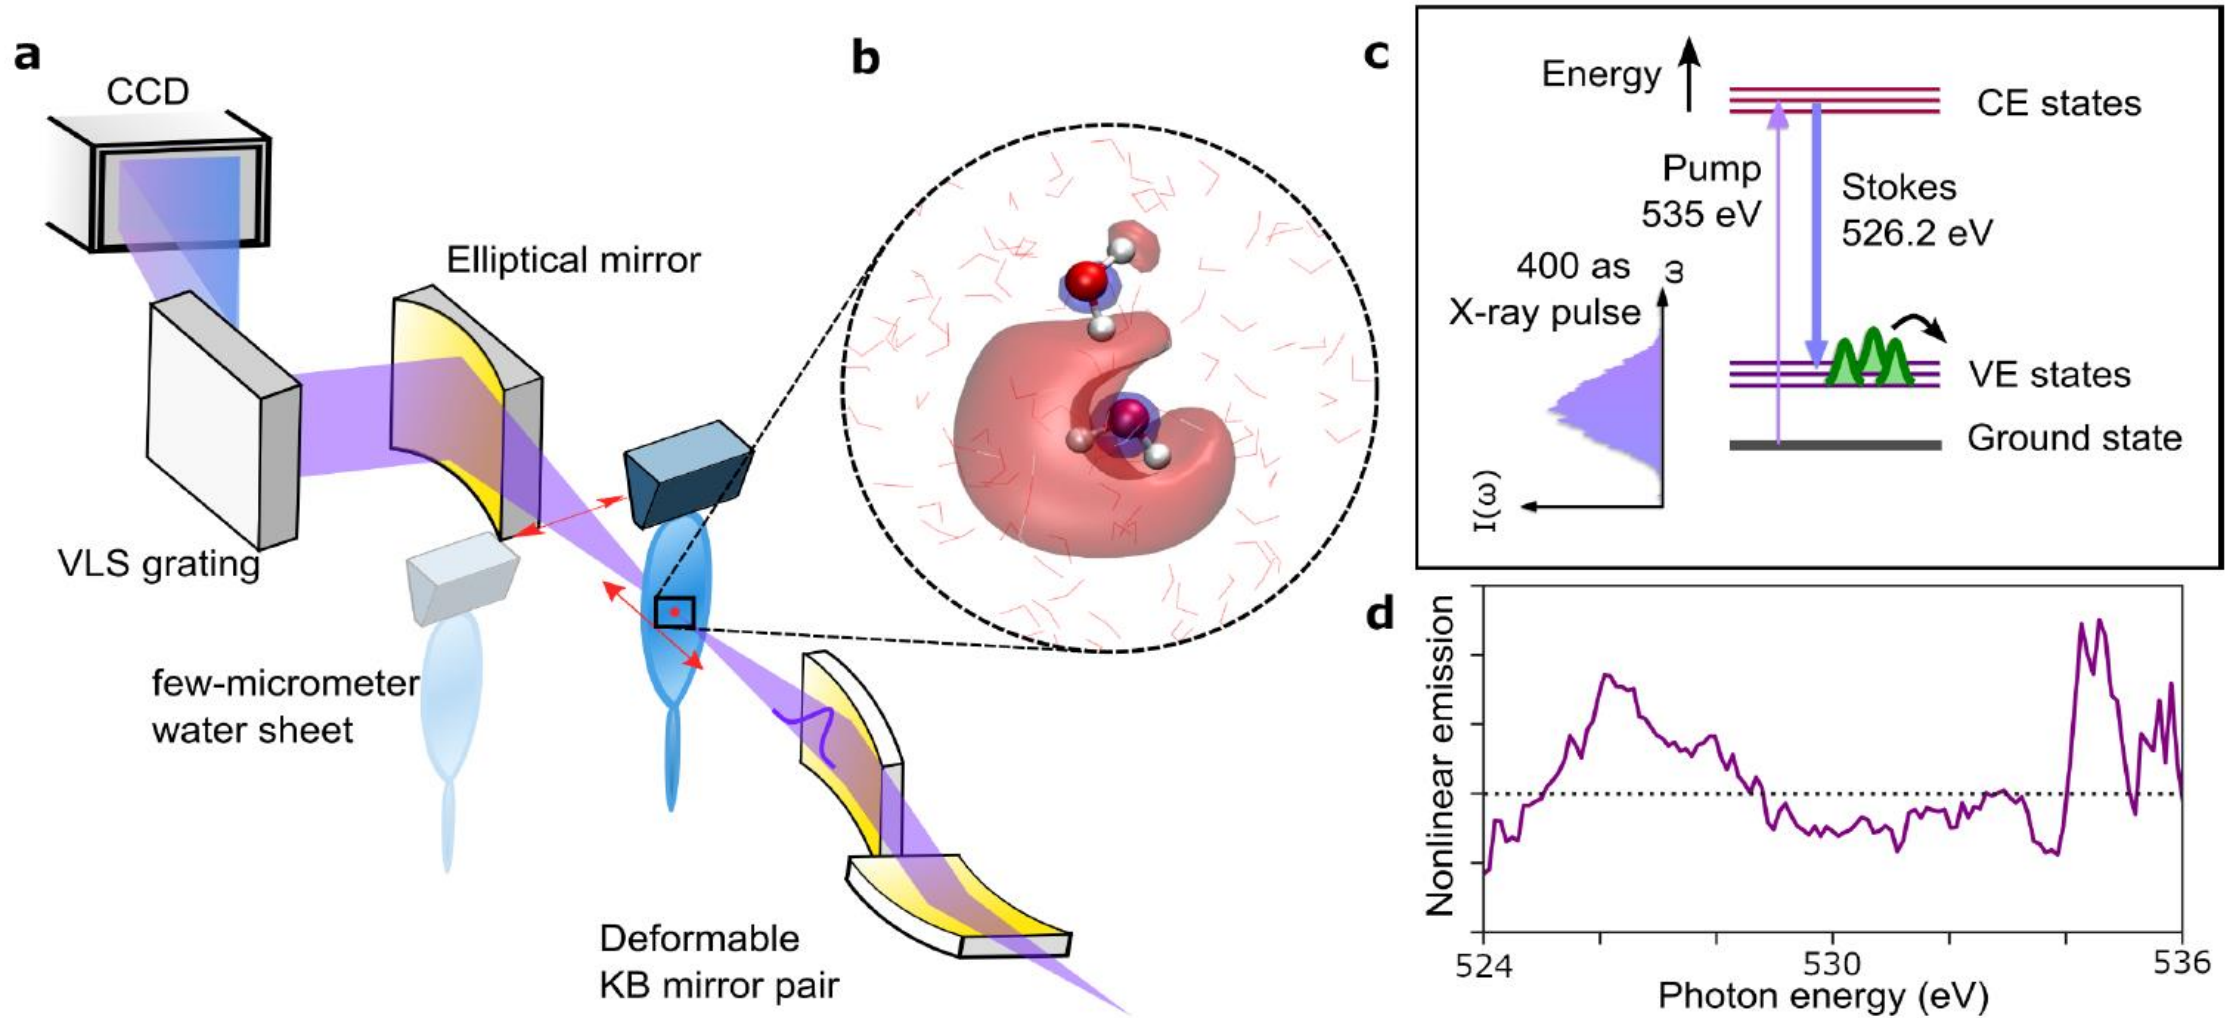 a
CCD
Elliptical mirror
VLS grating
few-micrometer
water sheet
Deformable
KB mirror pair
b
c
Energy
CE states
Pump
535 eV
Stokes
526.2 eV
400 as
X-ray pulse
ω
I(ω)
VE states
Ground state
d
Nonlinear emission
524
530
536
Photon energy (eV)